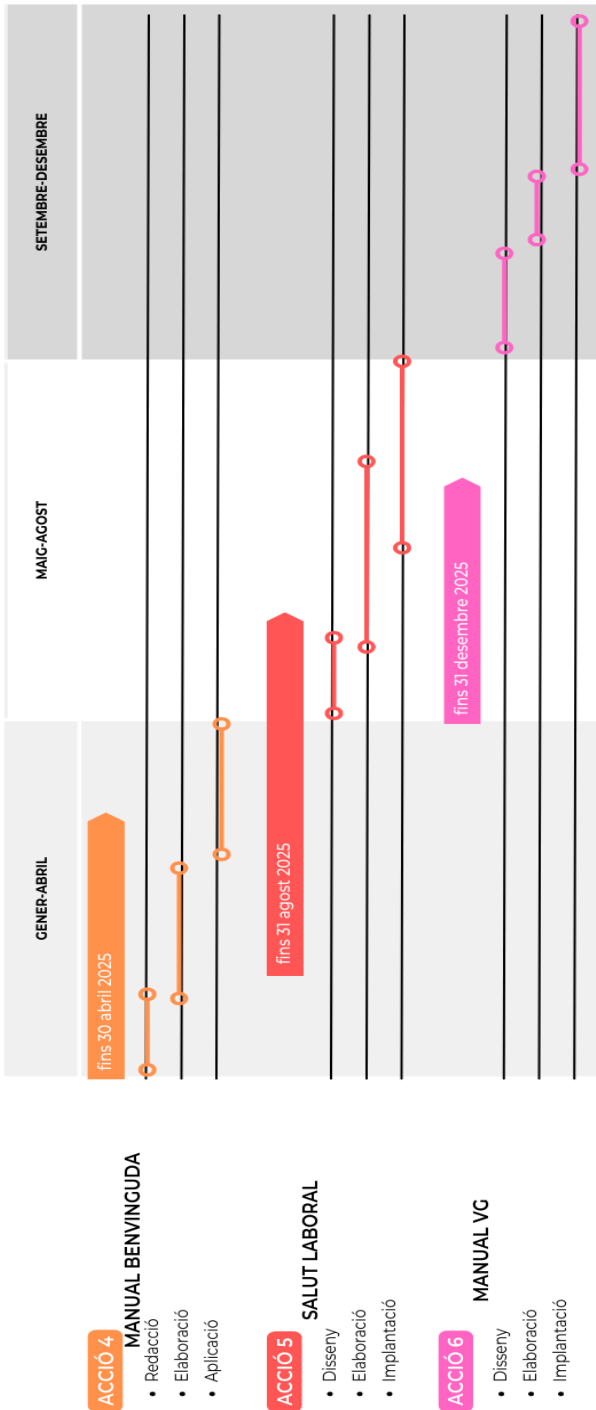 GENER-ABRIL
MAIG-AGOST
SETEMBRE-DESEMBRE
ACCIÓ 4
fins 30 abril 2025
MANUAL BENVINGUDA
• Redacció
• Elaboració
• Aplicació
ACCIÓ 5
fins 31 agost 2025
SALUT LABORAL
• Disseny
• Elaboració
• Implantació
ACCIÓ 6
fins 31 desembre 2025
MANUAL VG
• Disseny
• Elaboració
• Implantació